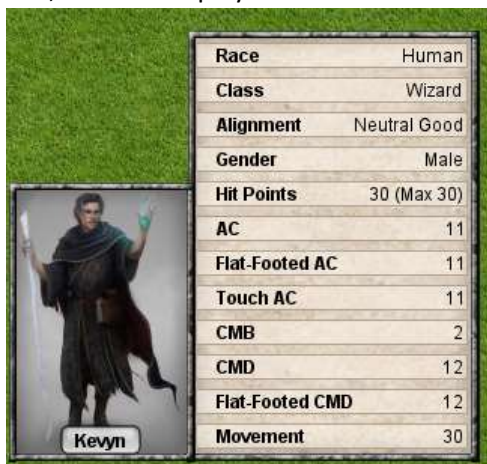 Race Human
Class Wizard
Alignment Neutral Good
Gender Male
Hit Points 30 (Max 30)
AC 11
Flat-Footed AC 11
Touch AC 11
CMB 2
CMD 12
Flat-Footed CMD 12
Movement 30
Kevyn